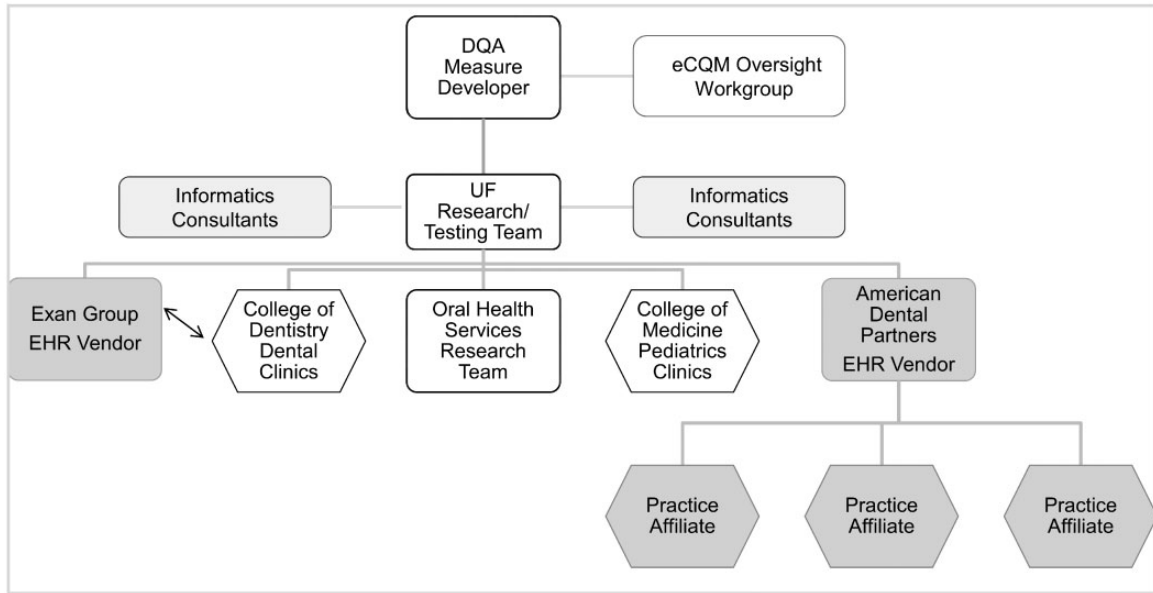 DQA
Measure
Developer
eCQM Oversight
Workgroup
Informatics
Consultants
UF
Research/
Testing Team
Informatics
Consultants
Exan Group
EHR Vendor
College of
Dentistry
Dental
Clinics
Oral Health
Services
Research
Team
College of
Medicine
Pediatrics
Clinics
American
Dental
Partners
EHR Vendor
Practice
Affiliate
Practice
Affiliate
Practice
Affiliate